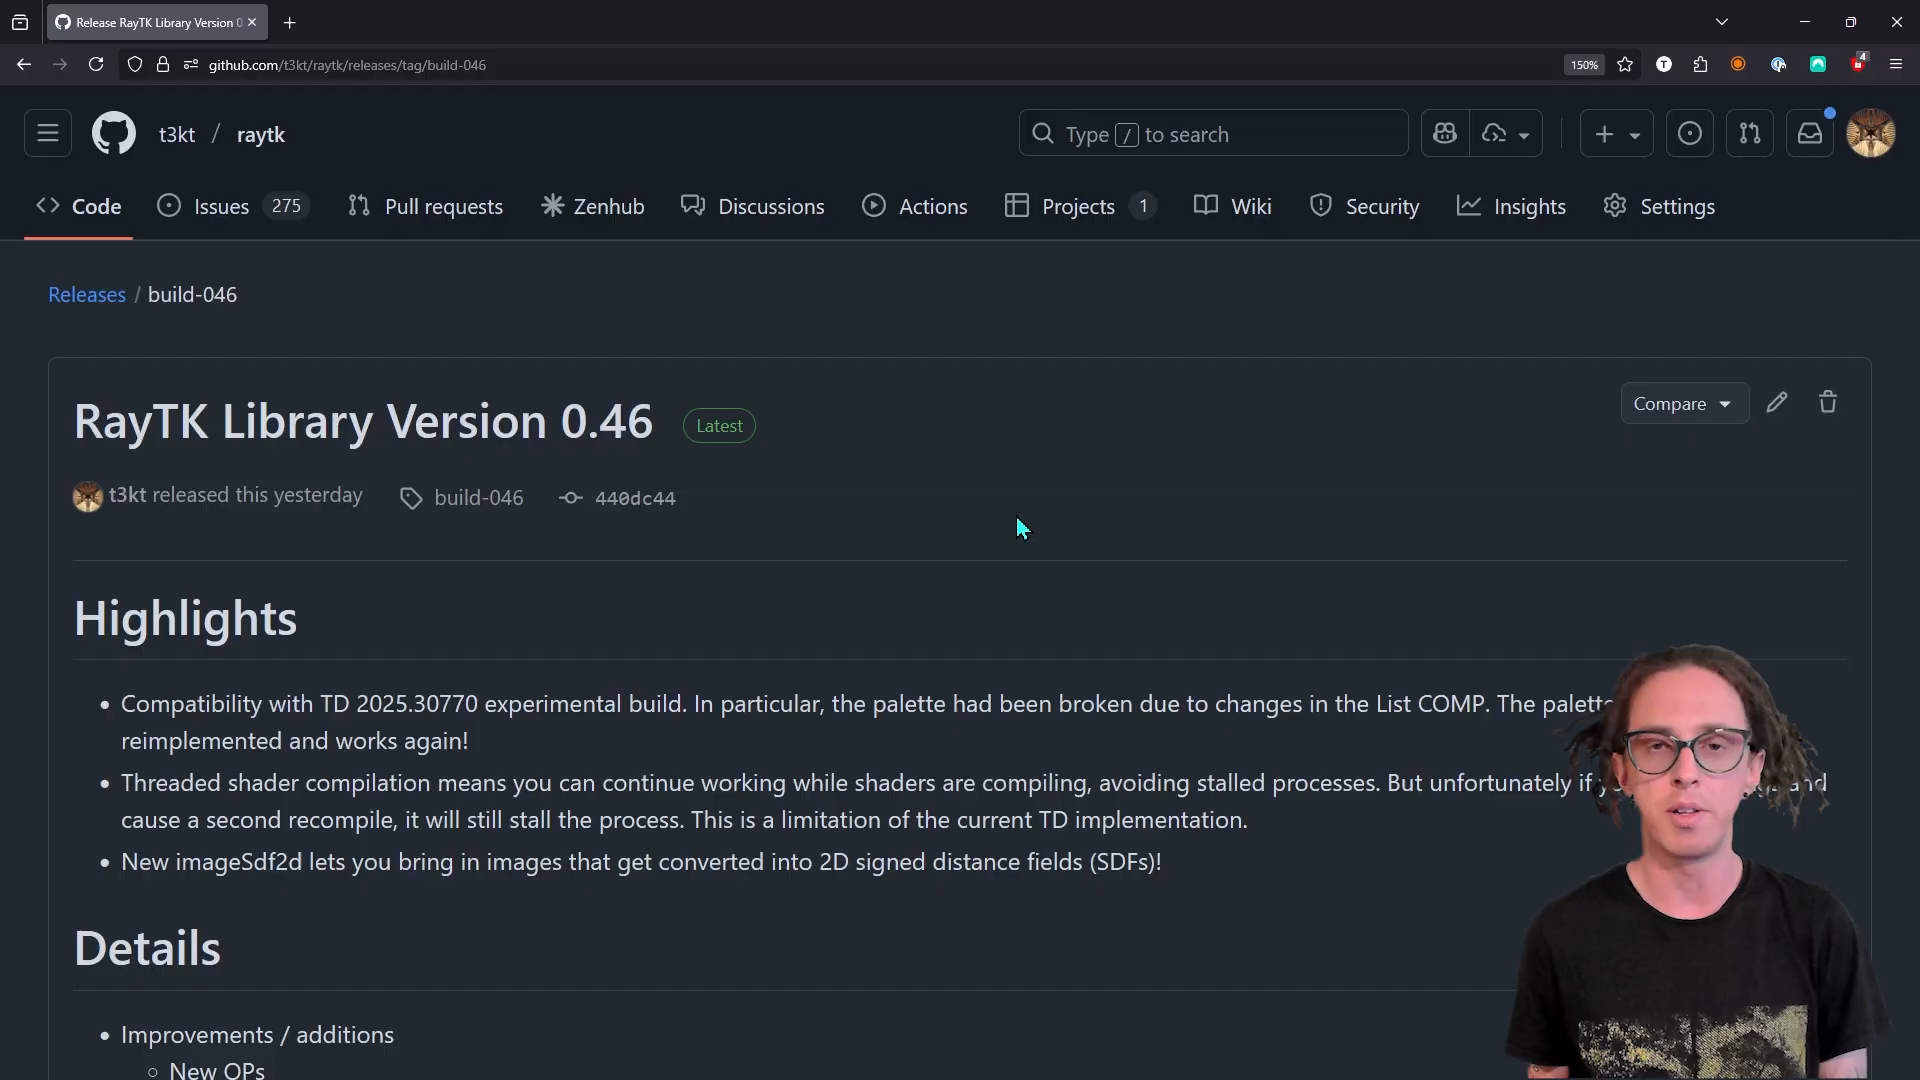 Release RayTK Library Version 0
github.com/t3kt/raytk/releases/tag/build-046
150%
4
t3kt / raytk
Type / to search
Code
Issues 275
Pull requests
Zenhub
Discussions
Actions
Projects 1
Wiki
Security
Insights
Settings
Releases / build-046
RayTK Library Version 0.46 Latest
Compare
t3kt released this yesterday build-046 440dc44
Highlights
• Compatibility with TD 2025.30770 experimental build. In particular, the palette had been broken due to changes in the List COMP. The palette
reimplemented and works again!
• Threaded shader compilation means you can continue working while shaders are compiling, avoiding stalled processes. But unfortunately if and
cause a second recompile, it will still stall the process. This is a limitation of the current TD implementation.
• New imageSdf2d lets you bring in images that get converted into 2D signed distance fields (SDFs)!
Details
• Improvements / additions
○ New OPs